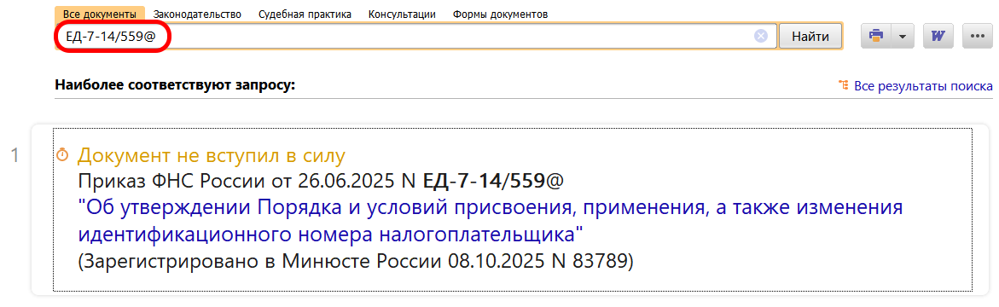 Все документы Законодательство Судебная практика Консультации Формы документов
ЕД-7-14/559@ Найти W
Наиболее соответствуют запросу: Все результаты поиска
1 Документ не вступил в силу
Приказ ФНС России от 26.06.2025 N ЕД-7-14/559@
"Об утверждении Порядка и условий присвоения, применения, а также изменения
идентификационного номера налогоплательщика"
(Зарегистрировано в Минюсте России 08.10.2025 N 83789)